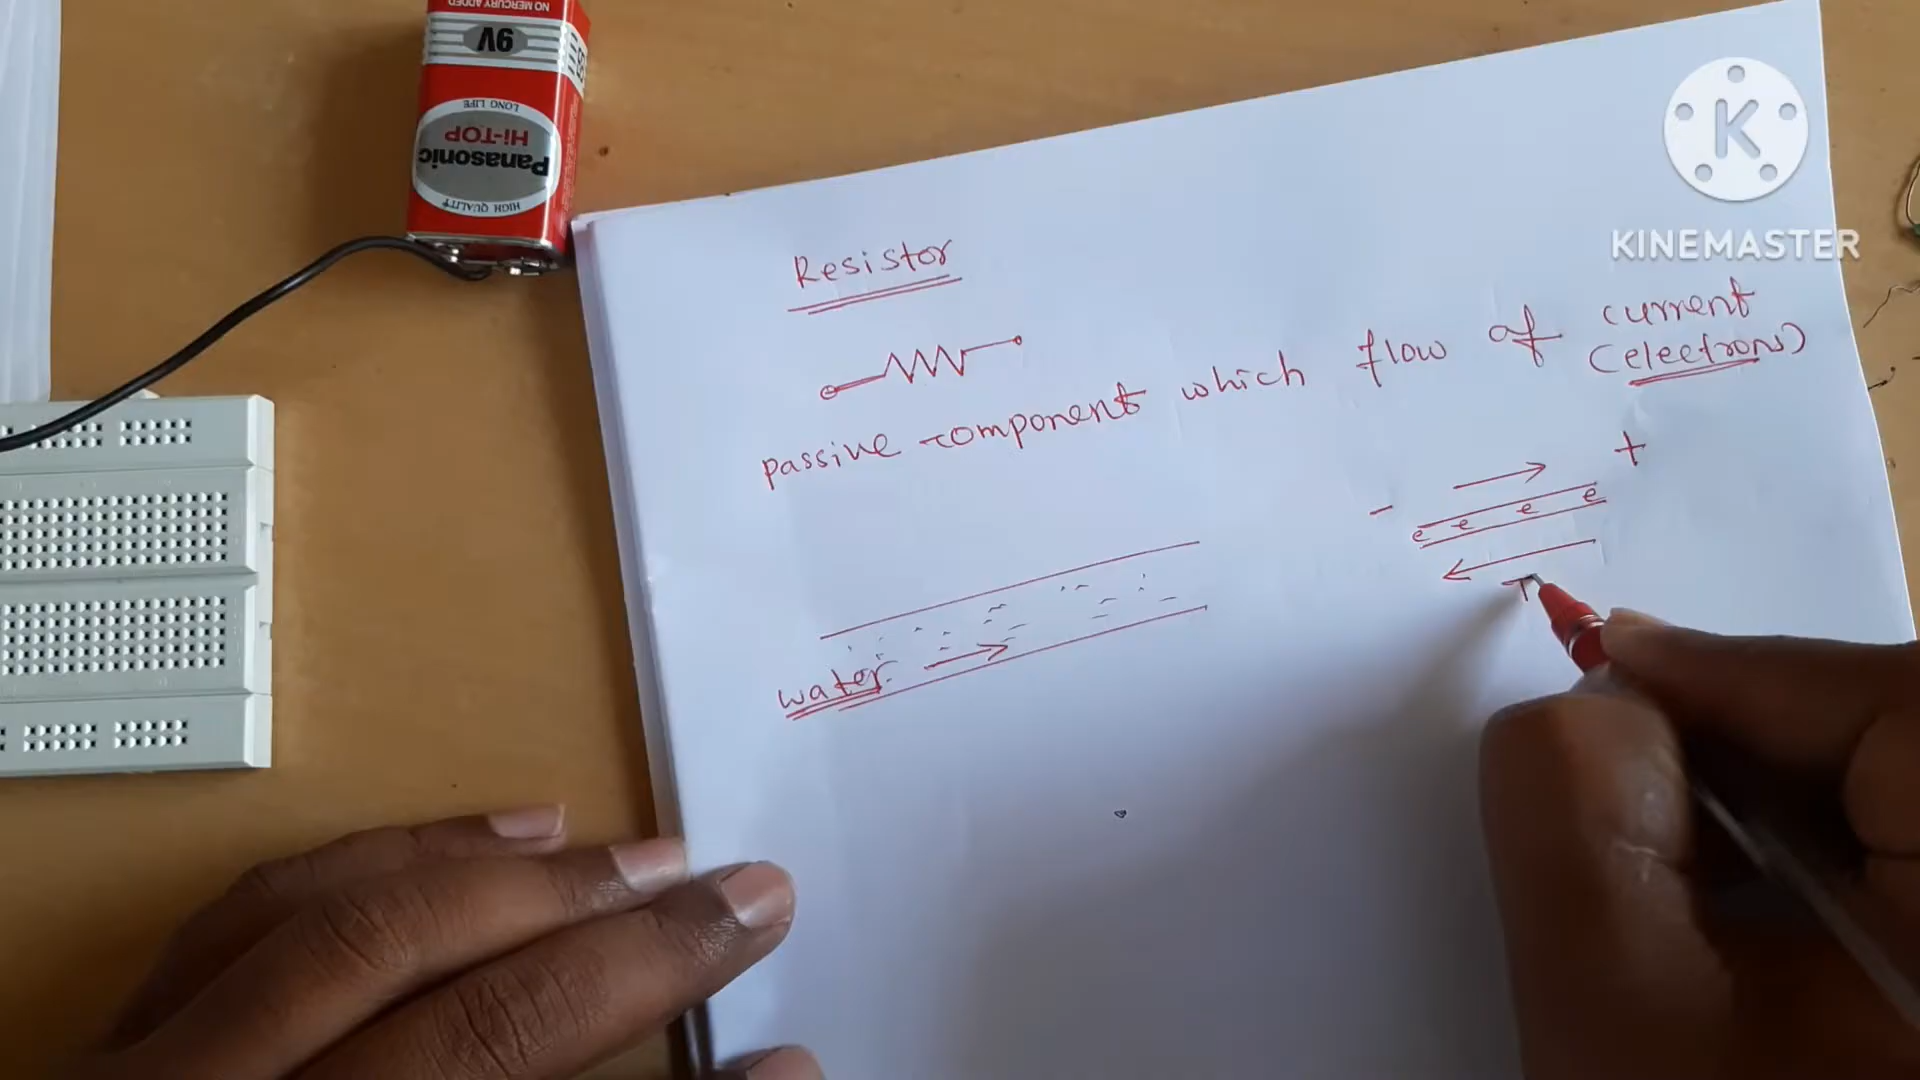 NO MERCURY ADDED
9V
LONG LIFE
Hi-TOP
Panasonic
HIGH QUALITY
K
KINEMASTER
Resistor
passive component which flow of current
(electrons)
- +
e e e e
water